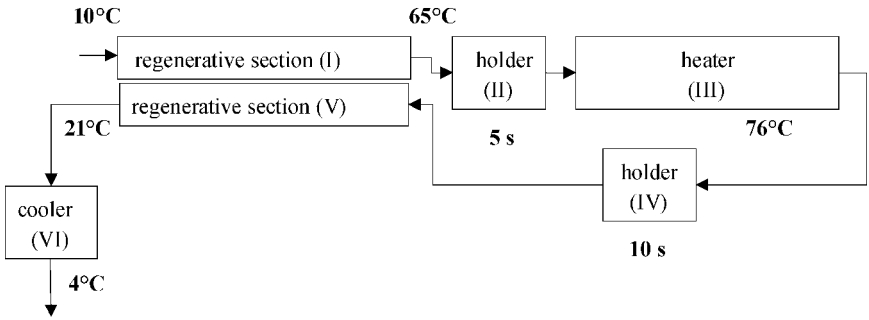 10°C
65°C
regenerative section (I)
holder
(II)
heater
(III)
regenerative section (V)
21°C
5 s
76°C
holder
(IV)
cooler
(VI)
10 s
4°C